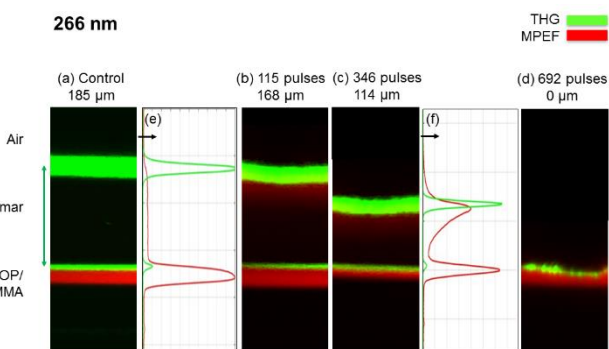 266 nm
THG
MPEF
(a) Control
185 µm
(b) 115 pulses
168 µm
(c) 346 pulses
114 µm
(d) 692 pulses
0 µm
(e)
(f)
Air
mar
OP/
MMA